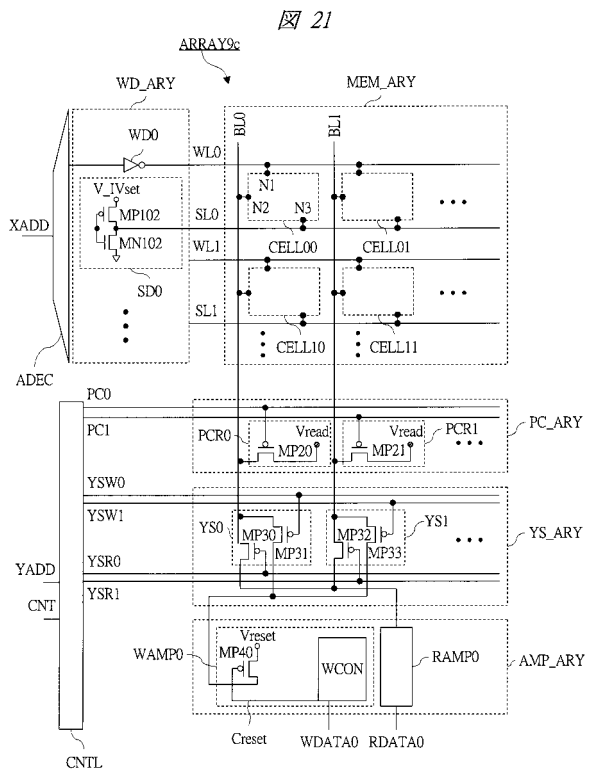 図 21
ARRAY9c
WD_ARY
MEM_ARY
WD0
WL0
BL0
BL1
V_IVset
MP102
MN102
SL0
N1
N2
N3
XADD
CELL00
CELL01
WL1
SD0
SL1
CELL10
CELL11
ADEC
PC0
PC1
PCR0
Vread
MP20
Vread
MP21
PCR1
PC_ARY
YSW0
YSW1
YS0
MP30
MP31
MP32
MP33
YS1
YS_ARY
YSR0
YADD
YSR1
CNT
WAMP0
Vreset
MP40
WCON
RAMP0
AMP_ARY
Creset
WDATA0
RDATA0
CNTL